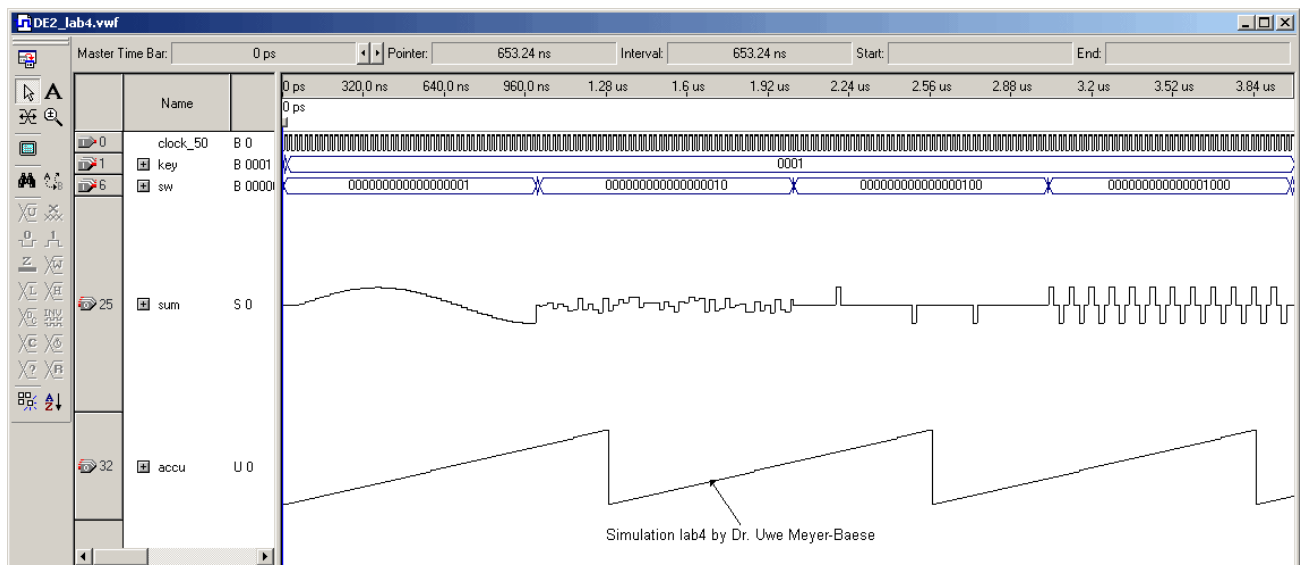 DE2_lab4.vwf
Master Time Bar: 0 ps Pointer: 653.24 ns Interval: 653.24 ns Start: End:
Name
0 ps 320.0 ns 640.0 ns 960.0 ns 1.28 us 1.6 us 1.92 us 2.24 us 2.56 us 2.88 us 3.2 us 3.52 us 3.84 us
0 ps
0 clock_50 B 0
1 key B 0001 0001
6 sw B 0000 000000000000000001 000000000000000010 000000000000000100 000000000000001000
25 sum S 0
32 accu U 0
Simulation lab4 by Dr. Uwe Meyer-Baese